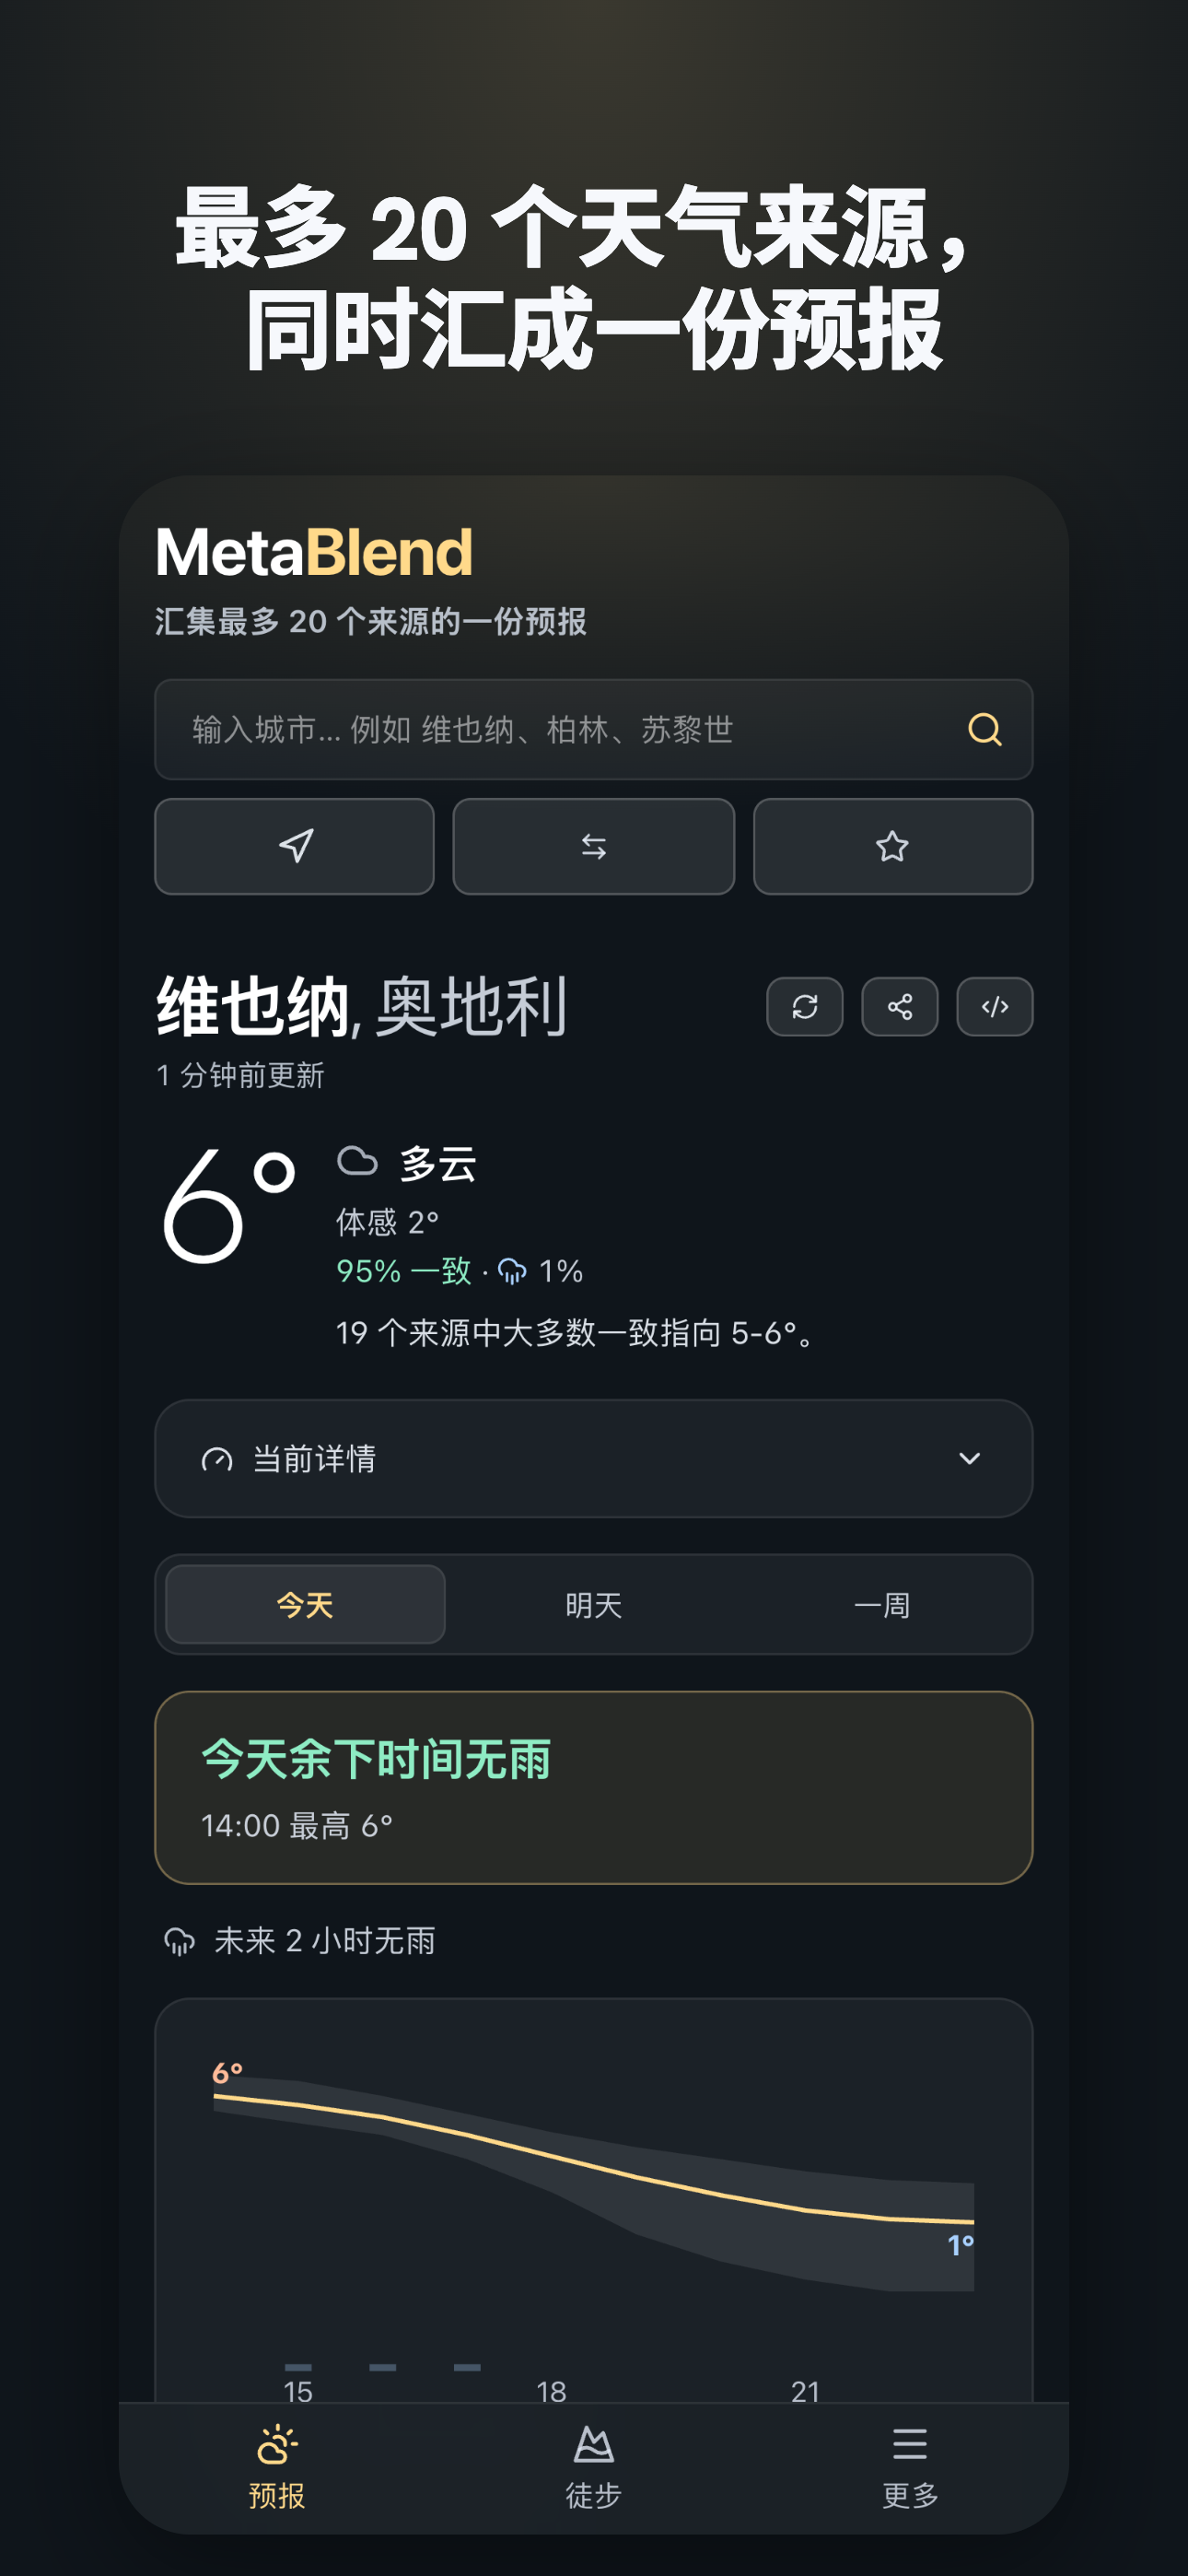 最多 20 个天气来源，
同时汇成一份预报
MetaBlend
汇集最多 20 个来源的一份预报
输入城市... 例如 维也纳、柏林、苏黎世
维也纳, 奥地利
1 分钟前更新
6°
多云
体感 2°
95% 一致 · 1%
19 个来源中大多数一致指向 5-6°。
当前详情
今天 明天 一周
今天余下时间无雨
14:00 最高 6°
未来 2 小时无雨
6°
1°
15 18 21
预报 徒步 更多